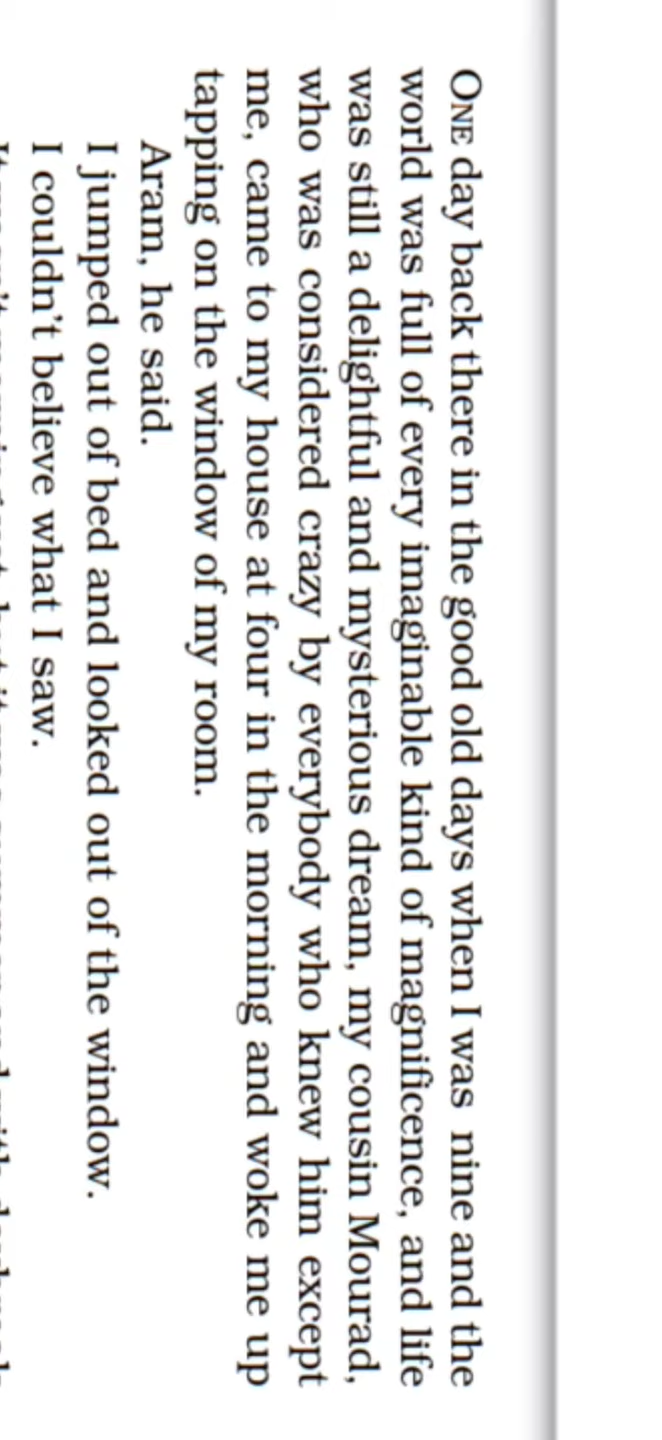 ONE day back there in the good old days when I was nine and the
world was full of every imaginable kind of magnificence, and life
was still a delightful and mysterious dream, my cousin Mourad,
who was considered crazy by everybody who knew him except
me, came to my house at four in the morning and woke me up
tapping on the window of my room.
Aram, he said.
I jumped out of bed and looked out of the window.
I couldn't believe what I saw.